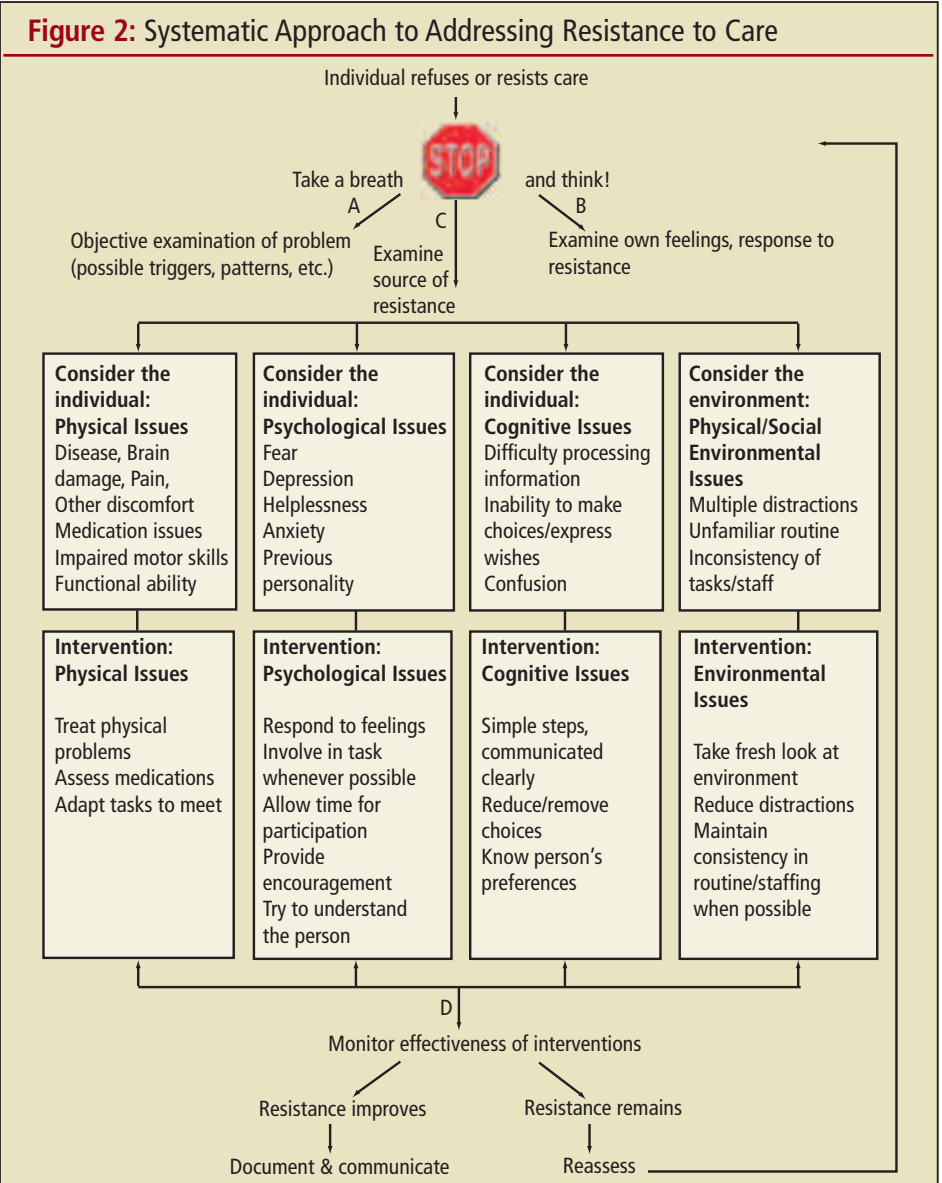 Figure 2: Systematic Approach to Addressing Resistance to Care
Individual refuses or resists care
STOP
Take a breath
and think!
A
B
C
Objective examination of problem
(possible triggers, patterns, etc.)
Examine
source of
resistance
Examine own feelings, response to
resistance
Consider the
individual:
Physical Issues
Disease, Brain
damage, Pain,
Other discomfort
Medication issues
Impaired motor skills
Functional ability
Consider the
individual:
Psychological Issues
Fear
Depression
Helplessness
Anxiety
Previous
personality
Consider the
individual:
Cognitive Issues
Difficulty processing
information
Inability to make
choices/express
wishes
Confusion
Consider the
environment:
Physical/Social
Environmental
Issues
Multiple distractions
Unfamiliar routine
Inconsistency of
tasks/staff
Intervention:
Physical Issues
Treat physical
problems
Assess medications
Adapt tasks to meet
Intervention:
Psychological Issues
Respond to feelings
Involve in task
whenever possible
Allow time for
participation
Provide
encouragement
Try to understand
the person
Intervention:
Cognitive Issues
Simple steps,
communicated
clearly
Reduce/remove
choices
Know person's
preferences
Intervention:
Environmental
Issues
Take fresh look at
environment
Reduce distractions
Maintain
consistency in
routine/staffing
when possible
D
Monitor effectiveness of interventions
Resistance improves
Resistance remains
Document & communicate
Reassess